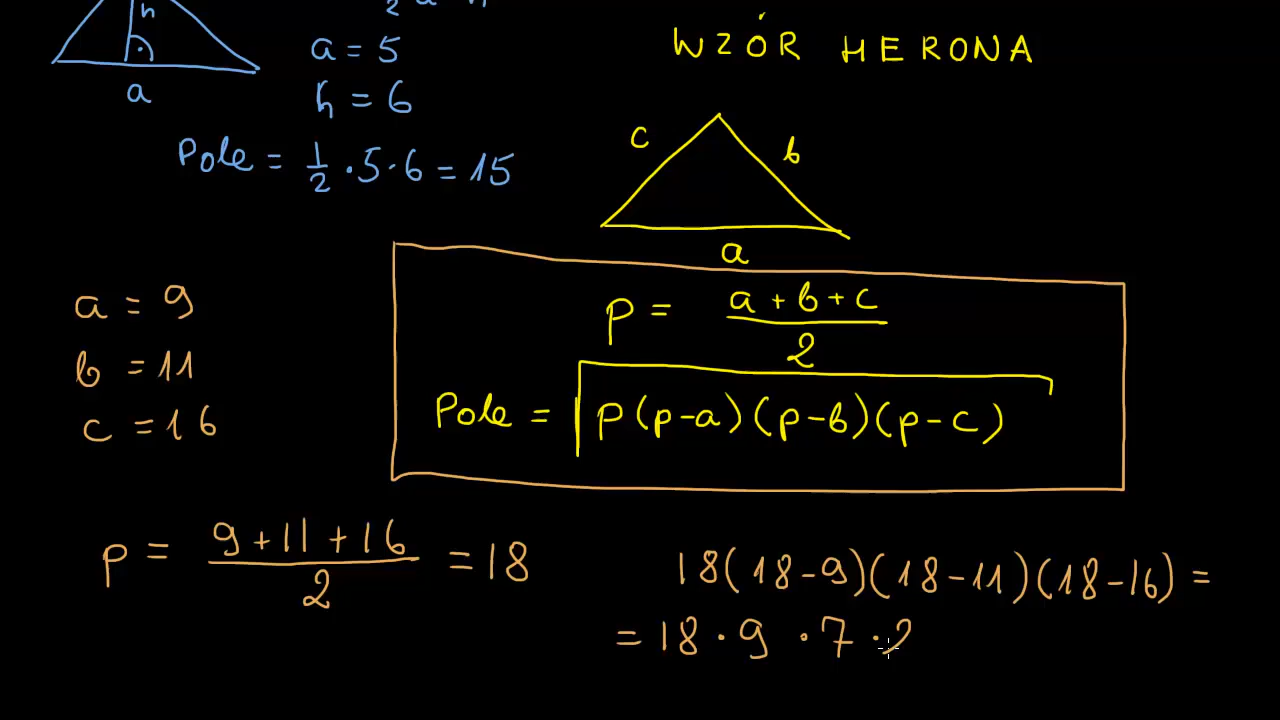 h
a
a = 5
h = 6
Pole = 1/2 · 5 · 6 = 15
WZÓR HERONA
c
b
a
p = (a + b + c)/2
Pole = √p(p-a)(p-b)(p-c)
a = 9
b = 11
c = 16
p = (9 + 11 + 16)/2 = 18
18(18-9)(18-11)(18-16) =
= 18 · 9 · 7 · 2